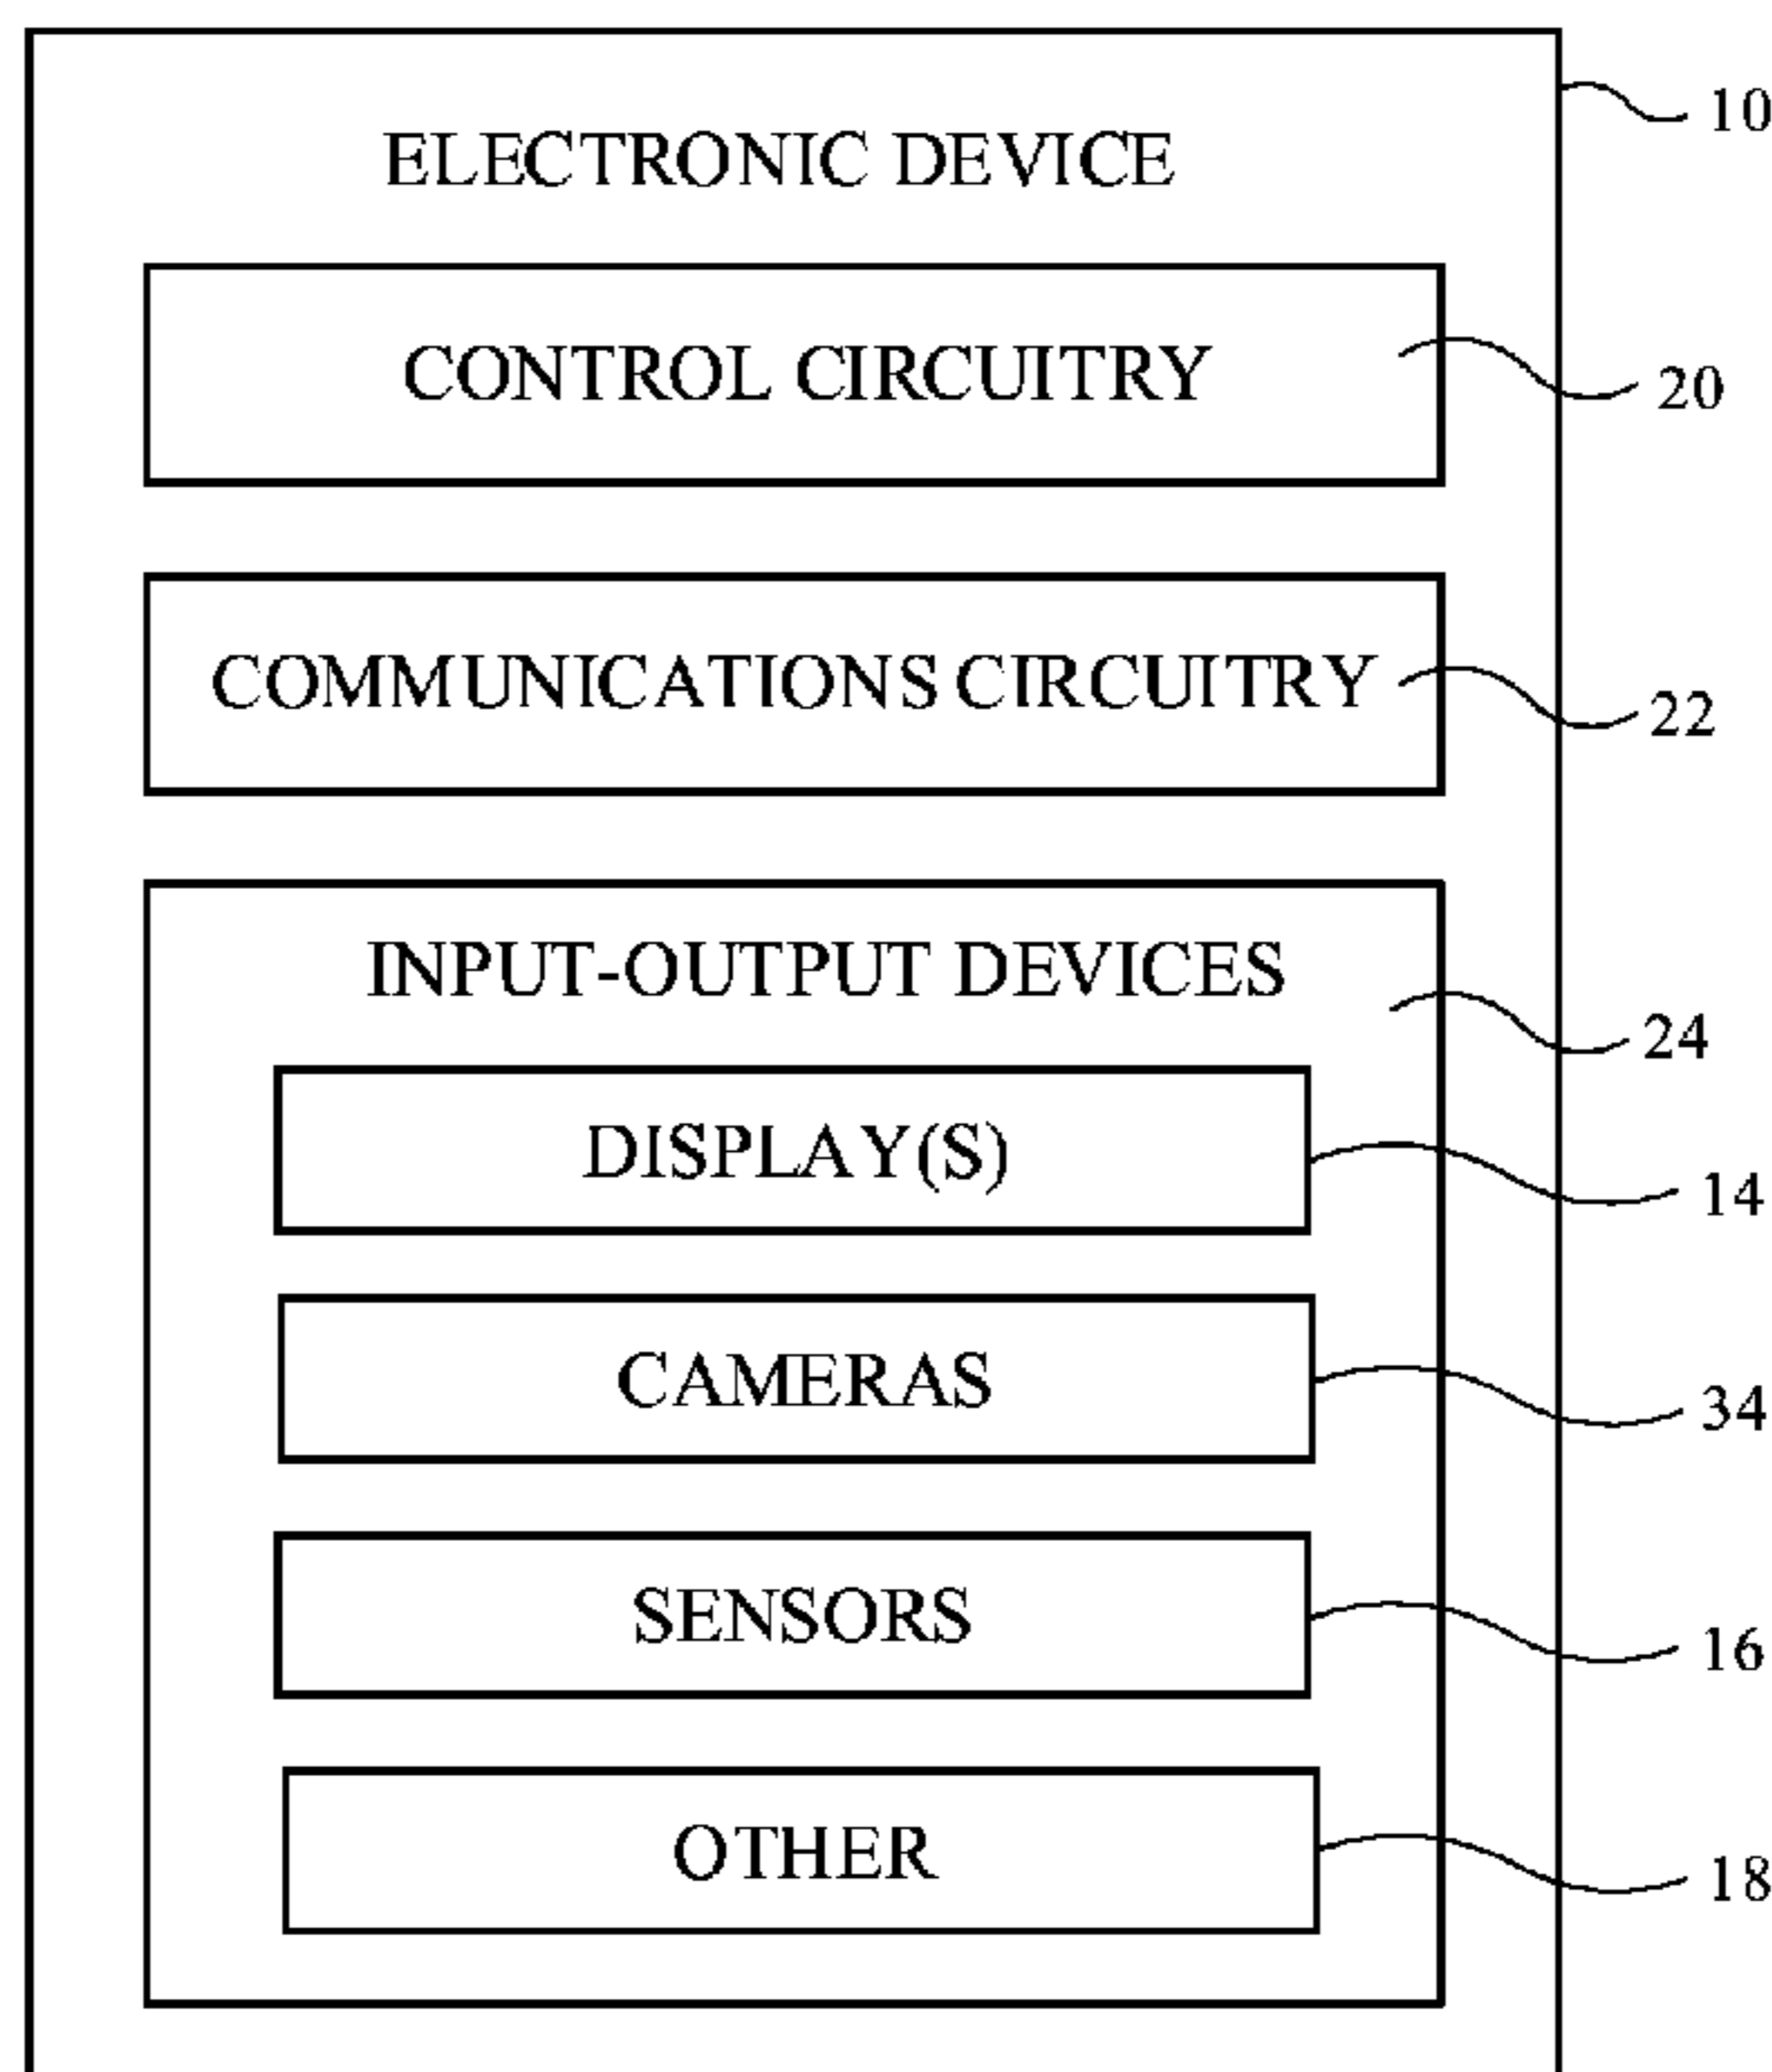 10
ELECTRONIC DEVICE
CONTROL CIRCUITRY
20
COMMUNICATIONS CIRCUITRY
22
INPUT-OUTPUT DEVICES
24
DISPLAY(S)
14
CAMERAS
34
SENSORS
16
OTHER
18